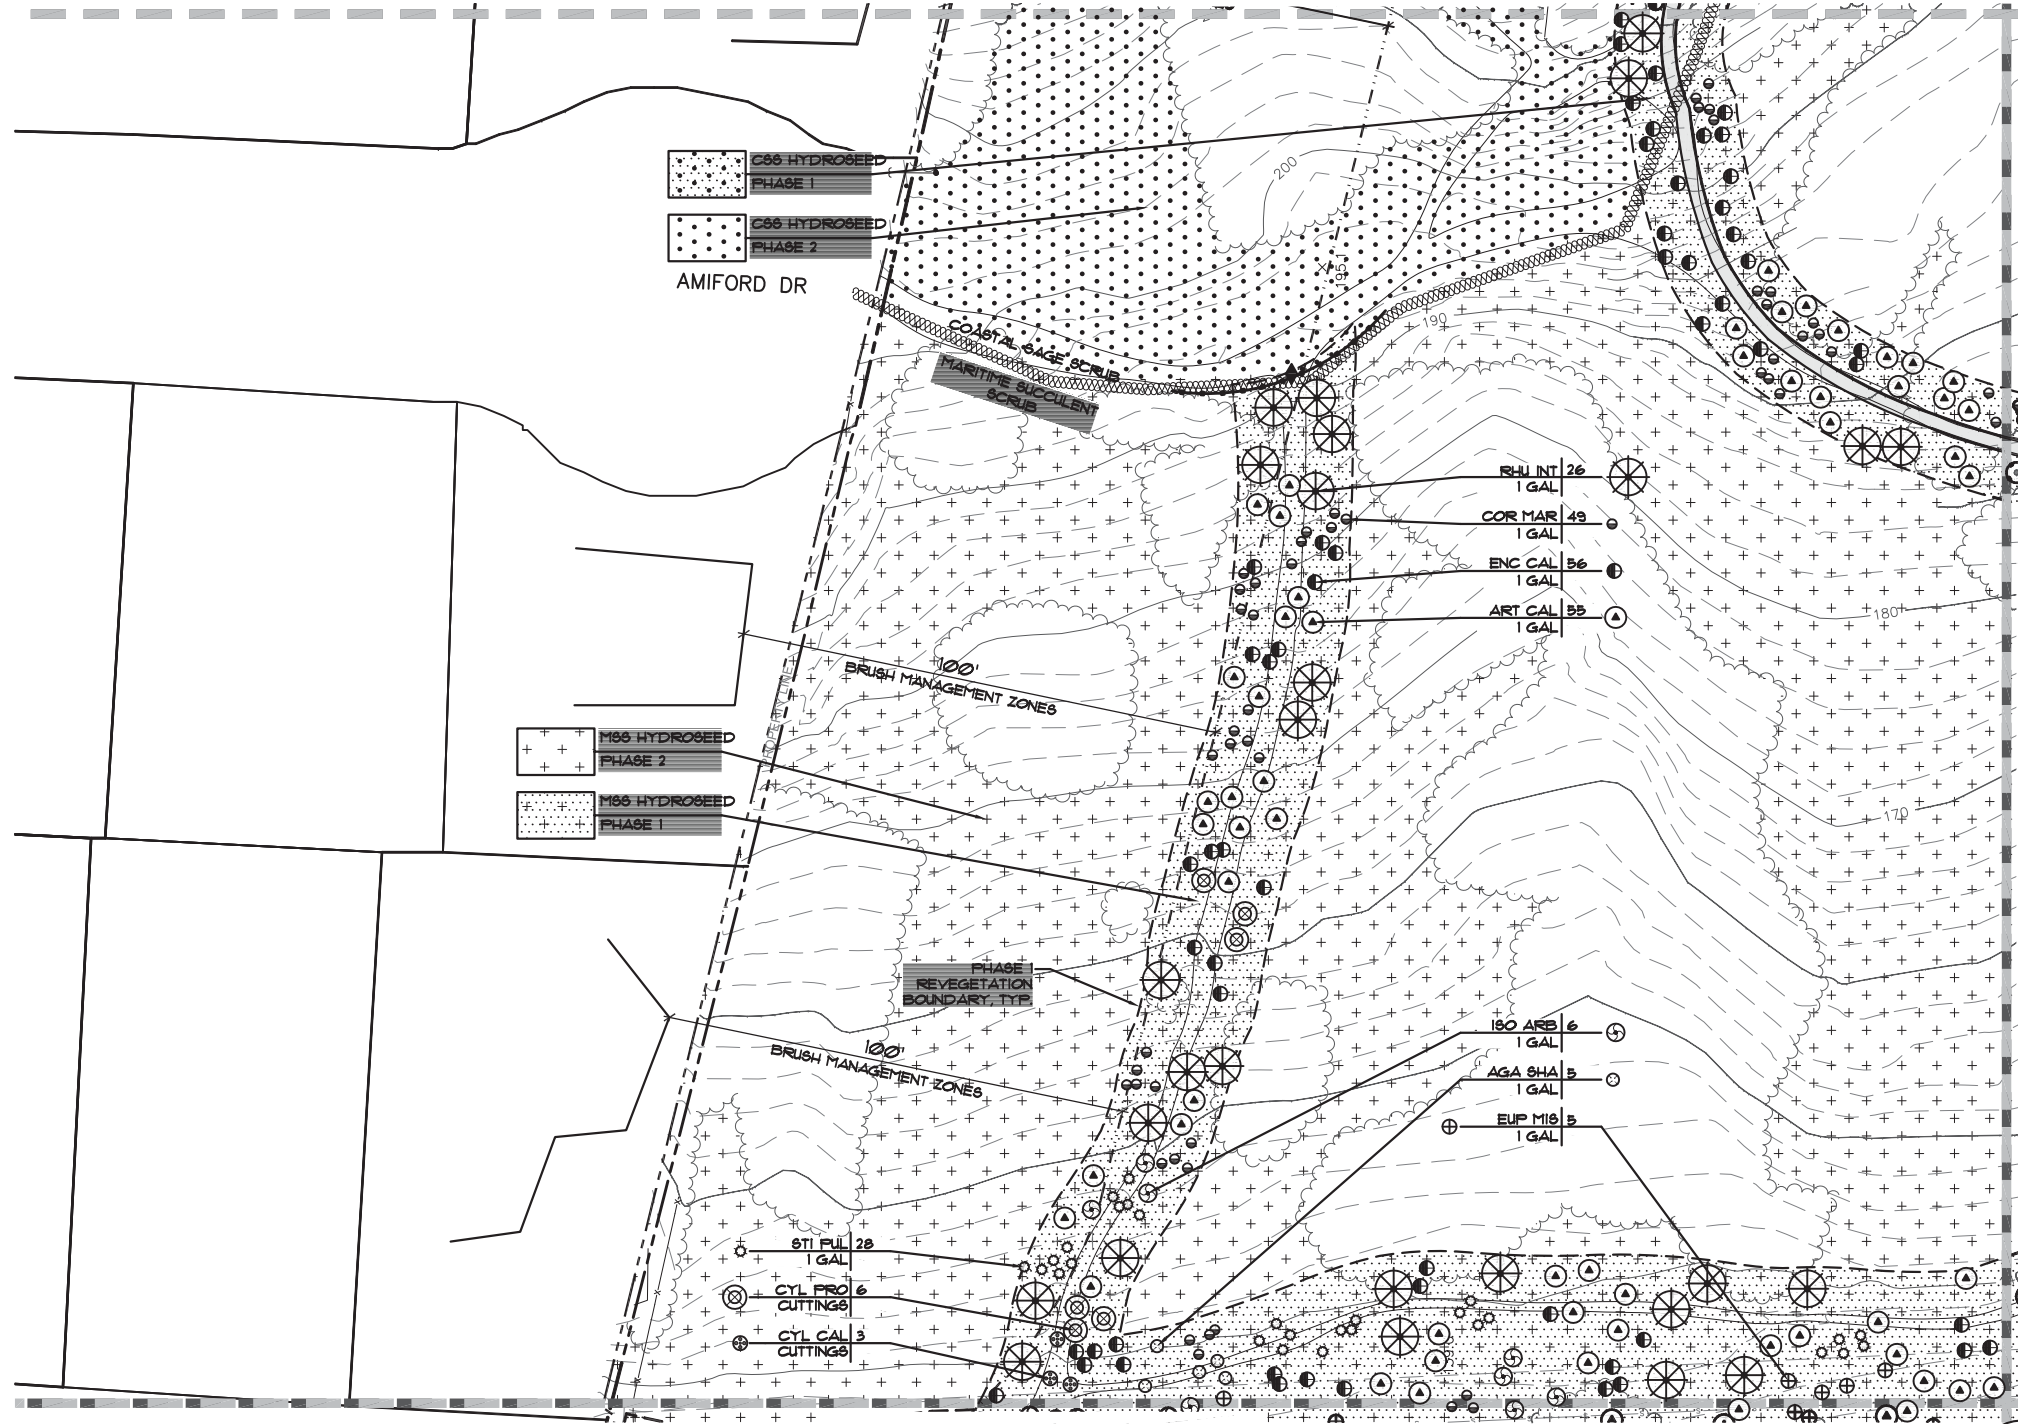 CSS HYDROSEED
PHASE 1
CSS HYDROSEED
PHASE 2
AMIFORD DR
200
195.1
190
COASTAL SAGE SCRUB
MARITIME SUCCULENT
SCRUB
RHU INT 26
1 GAL
COR MAR 49
1 GAL
ENC CAL 56
1 GAL
ART CAL 55
1 GAL
180
100'
BRUSH MANAGEMENT ZONES
PROPERTY LINE
MSS HYDROSEED
PHASE 2
MSS HYDROSEED
PHASE 1
170
PHASE 1
REVEGETATION
BOUNDARY, TYP.
100'
BRUSH MANAGEMENT ZONES
ISO ARB 6
1 GAL
AGA SHA 5
1 GAL
EUP MIS 5
1 GAL
STI PUL 28
1 GAL
CYL PRO 6
CUTTINGS
CYL CAL 3
CUTTINGS